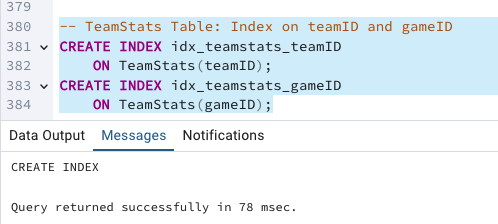 379
380 -- TeamStats Table: Index on teamID and gameID
381 CREATE INDEX idx_teamstats_teamID
382 ON TeamStats(teamID);
383 CREATE INDEX idx_teamstats_gameID
384 ON TeamStats(gameID);
Data Output Messages Notifications
CREATE INDEX
Query returned successfully in 78 msec.